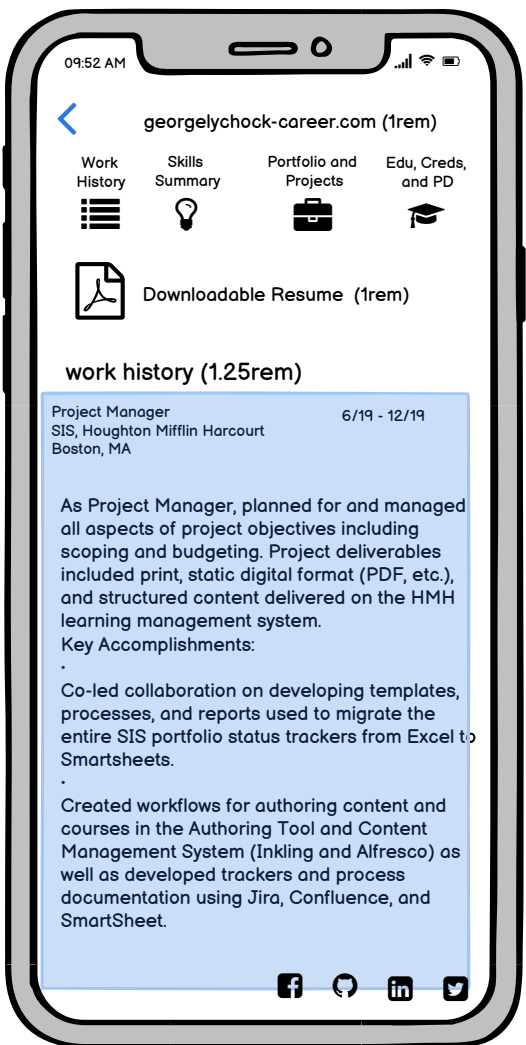 09:52 AM
georgelychock-career.com (1rem)
Work History
Skills Summary
Portfolio and Projects
Edu, Creds, and PD
Downloadable Resume (1rem)
work history (1.25rem)
Project Manager
6/19 - 12/19
SIS, Houghton Mifflin Harcourt
Boston, MA
As Project Manager, planned for and managed
all aspects of project objectives including
scoping and budgeting. Project deliverables
included print, static digital format (PDF, etc.),
and structured content delivered on the HMH
learning management system.
Key Accomplishments:
·
Co-led collaboration on developing templates,
processes, and reports used to migrate the
entire SIS portfolio status trackers from Excel to
Smartsheets.
·
Created workflows for authoring content and
courses in the Authoring Tool and Content
Management System (Inkling and Alfresco) as
well as developed trackers and process
documentation using Jira, Confluence, and
SmartSheet.
in